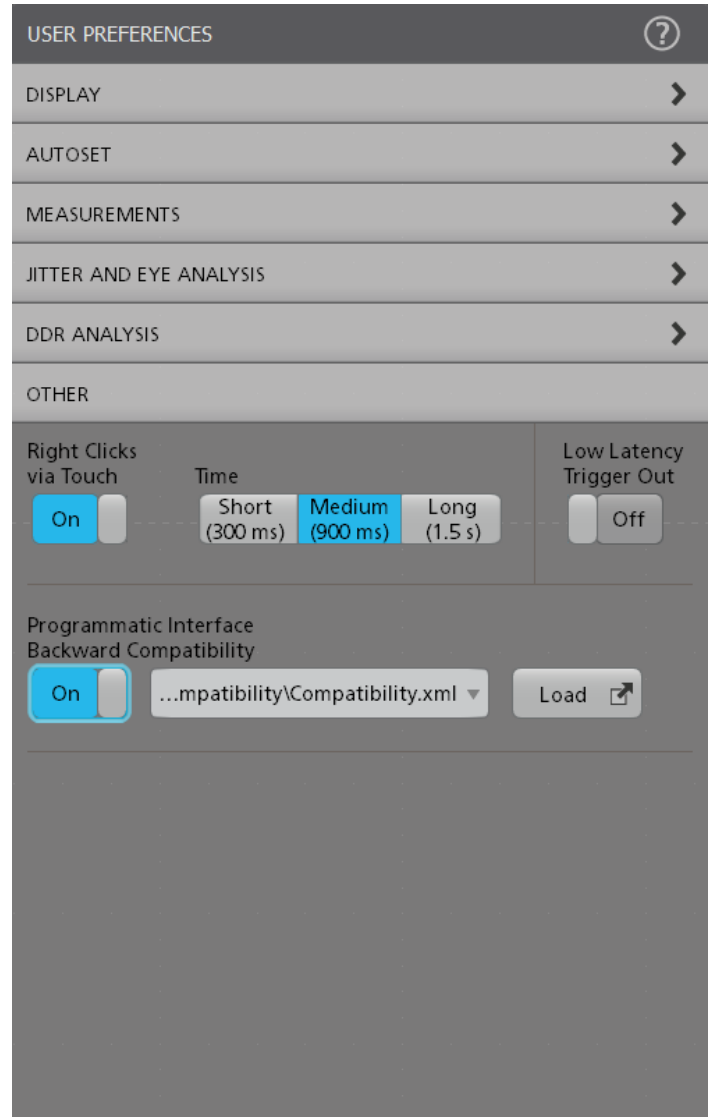 USER PREFERENCES ?
DISPLAY
AUTOSET
MEASUREMENTS
JITTER AND EYE ANALYSIS
DDR ANALYSIS
OTHER
Right Clicks
via Touch
On
Time
Short
(300 ms)
Medium
(900 ms)
Long
(1.5 s)
Low Latency
Trigger Out
Off
Programmatic Interface
Backward Compatibility
On
...mpatibility\Compatibility.xml
Load